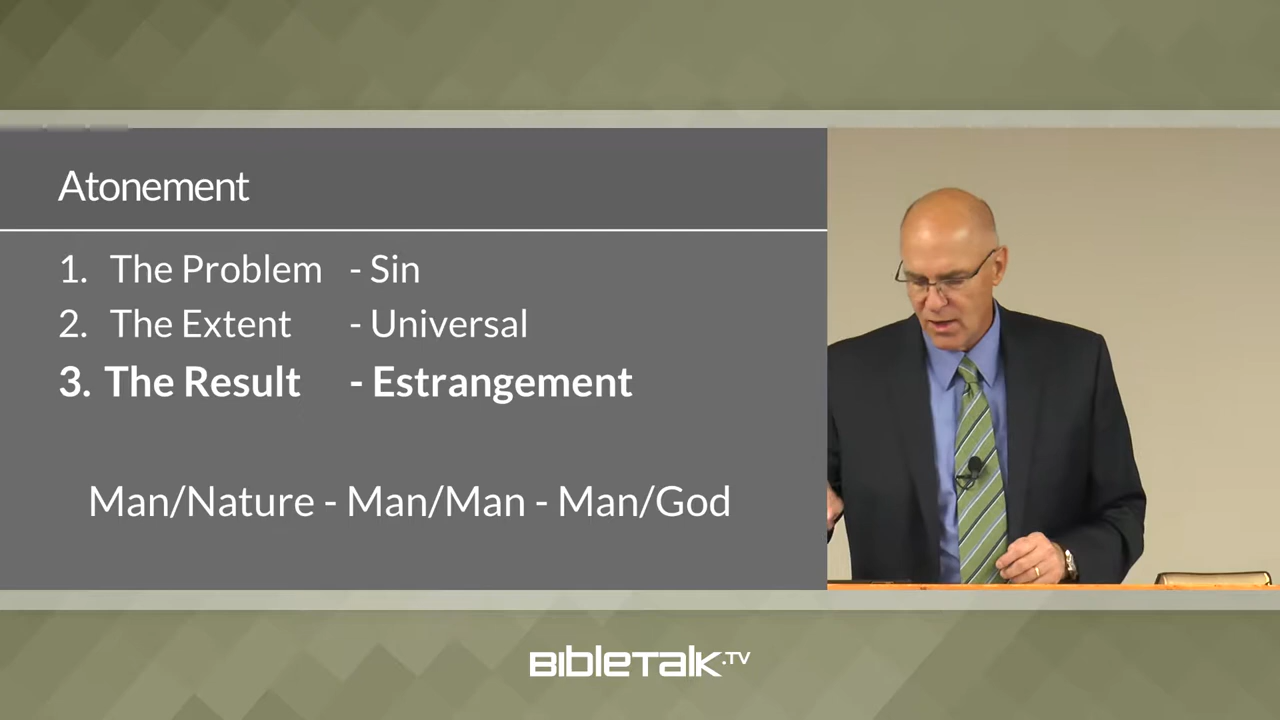 Atonement
1. The Problem - Sin
2. The Extent - Universal
3. The Result - Estrangement
Man/Nature - Man/Man - Man/God
BibleTalk.TV